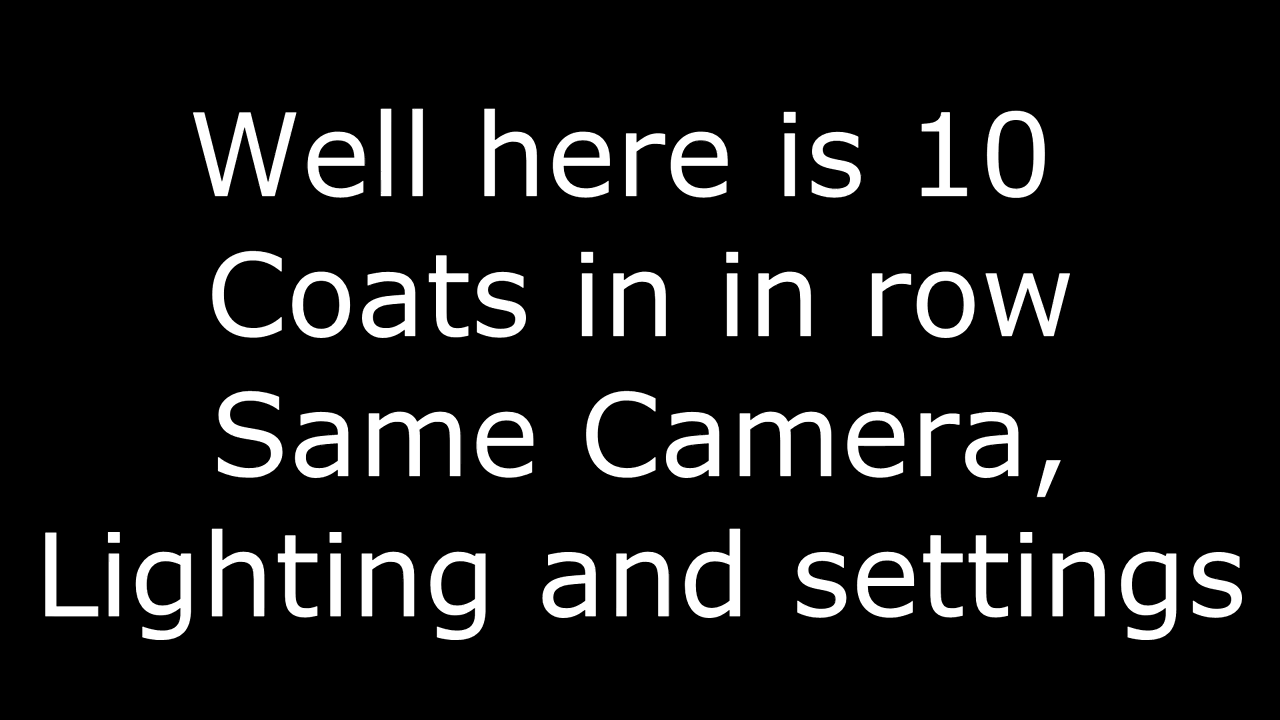 Well here is 10
Coats in in row
Same Camera,
Lighting and settings